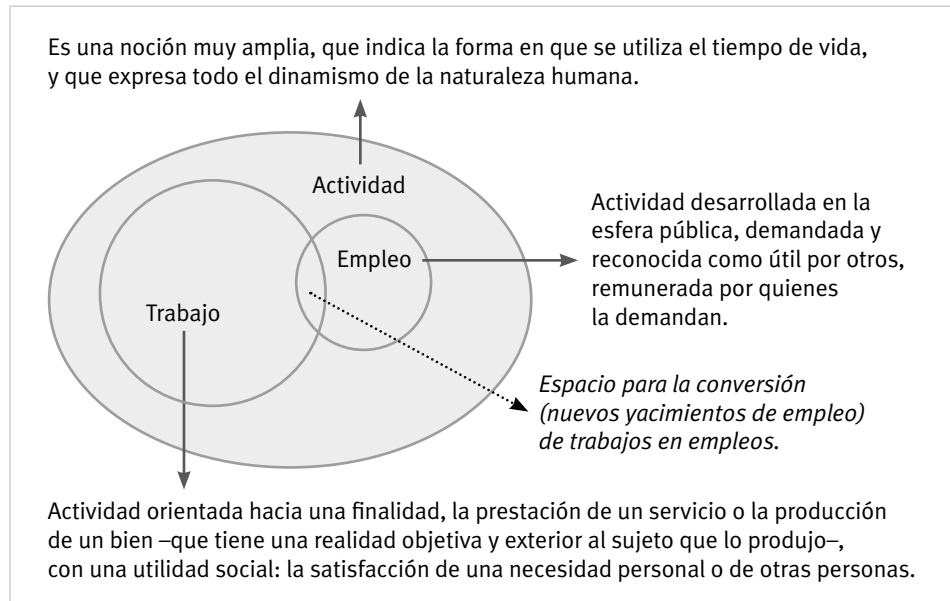 Es una noción muy amplia, que indica la forma en que se utiliza el tiempo de vida,
y que expresa todo el dinamismo de la naturaleza humana.
Actividad
Empleo
Trabajo
Actividad desarrollada en la
esfera pública, demandada y
reconocida como útil por otros,
remunerada por quienes
la demandan.
Espacio para la conversión
(nuevos yacimientos de empleo)
de trabajos en empleos.
Actividad orientada hacia una finalidad, la prestación de un servicio o la producción
de un bien –que tiene una realidad objetiva y exterior al sujeto que lo produjo–,
con una utilidad social: la satisfacción de una necesidad personal o de otras personas.